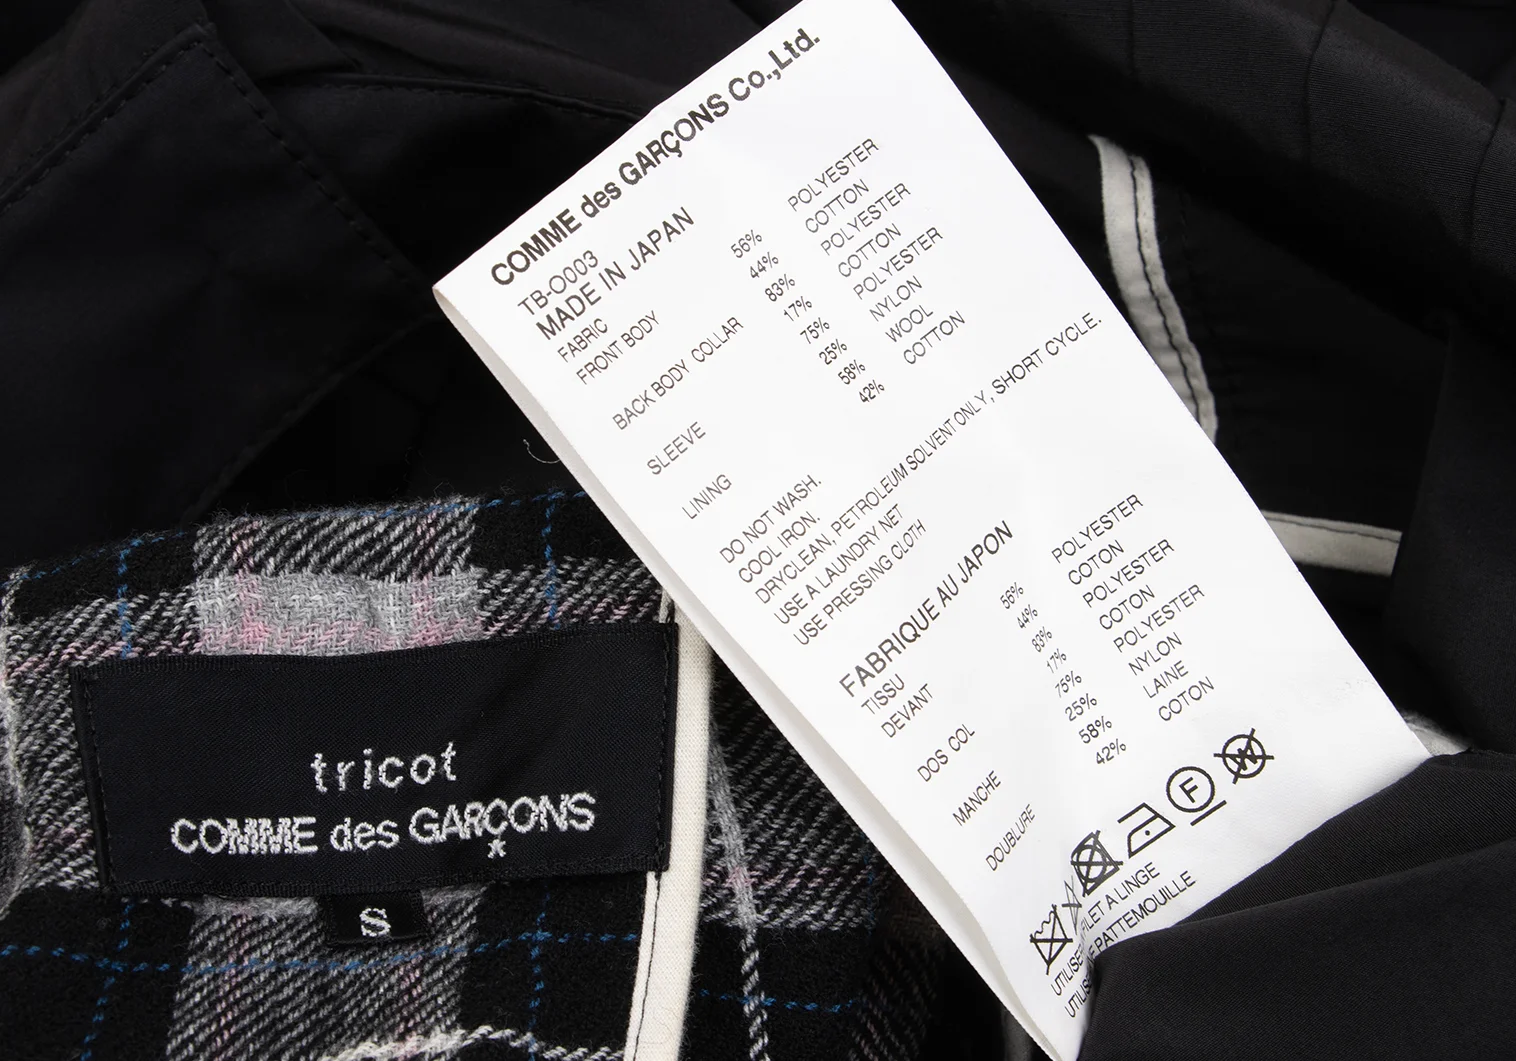 COMME des GARÇONS Co.,Ltd.
TB-O003
MADE IN JAPAN
FABRIC
FRONT BODY 56% POLYESTER
44% COTTON
BACK BODY COLLAR 83% POLYESTER
17% COTTON
SLEEVE 75% POLYESTER
25% NYLON
LINING 58% WOOL
42% COTTON
DO NOT WASH.
COOL IRON.
DRYCLEAN, PETROLEUM SOLVENT ONLY, SHORT CYCLE.
USE A LAUNDRY NET
USE PRESSING CLOTH
FABRIQUE AU JAPON
TISSU
DEVANT 56% POLYESTER
44% COTON
DOS COL 83% POLYESTER
17% COTON
MANCHE 75% POLYESTER
25% NYLON
DOUBLURE 58% LAINE
42% COTON
F W
A LINGE
PATTEMOUILLE
tricot
COMME des GARÇONS
S